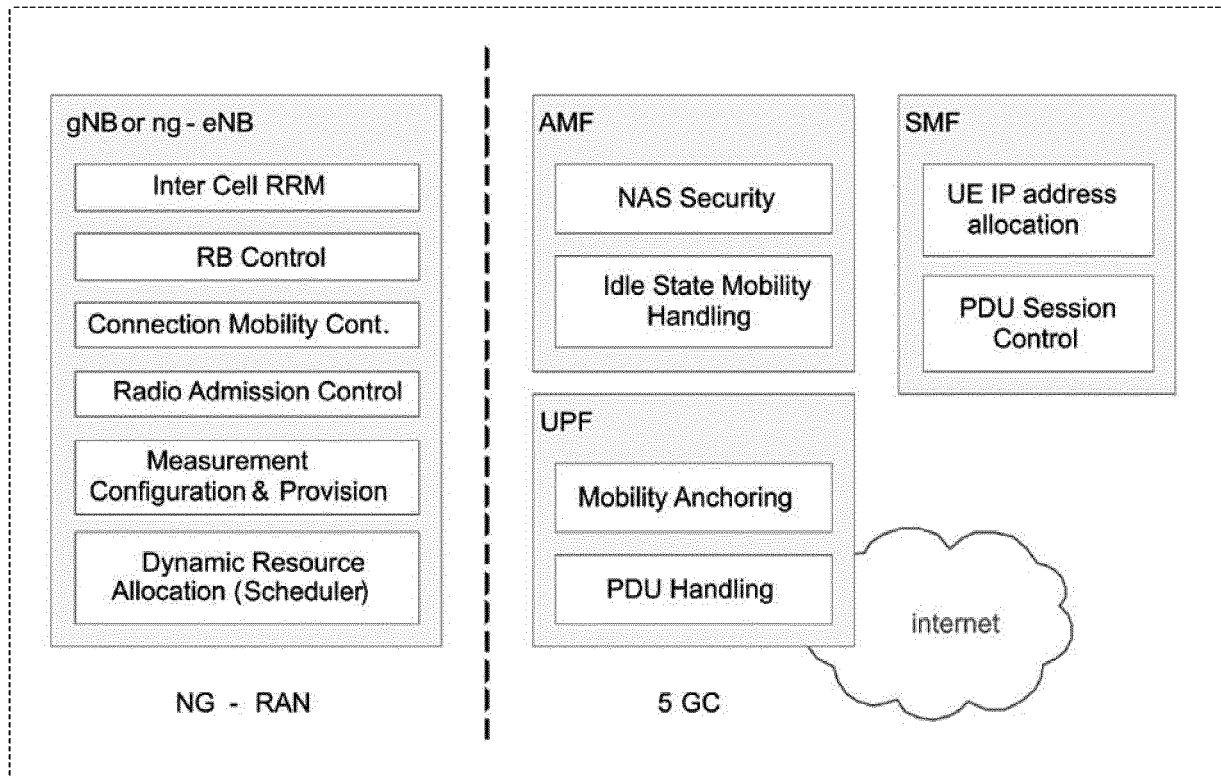 gNB or ng - eNB
Inter Cell RRM
RB Control
Connection Mobility Cont.
Radio Admission Control
Measurement
Configuration & Provision
Dynamic Resource
Allocation (Scheduler)
NG - RAN
AMF
NAS Security
Idle State Mobility
Handling
UPF
Mobility Anchoring
PDU Handling
5 GC
SMF
UE IP address
allocation
PDU Session
Control
internet